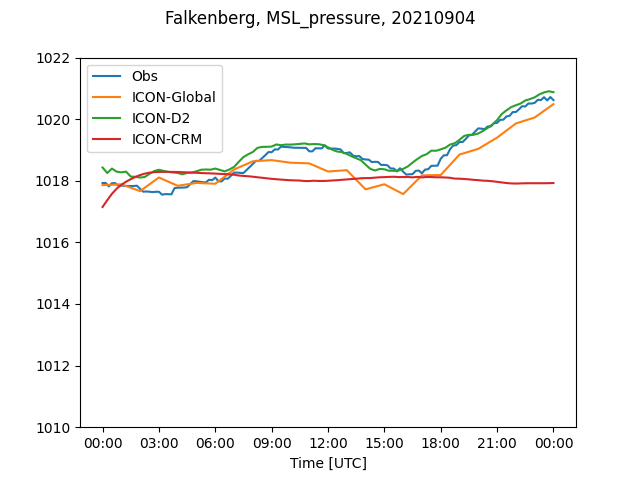 Falkenberg, MSL_pressure, 20210904
1022
1020
1018
1016
1014
1012
1010
Obs
ICON-Global
ICON-D2
ICON-CRM
00:00 03:00 06:00 09:00 12:00 15:00 18:00 21:00 00:00
Time [UTC]